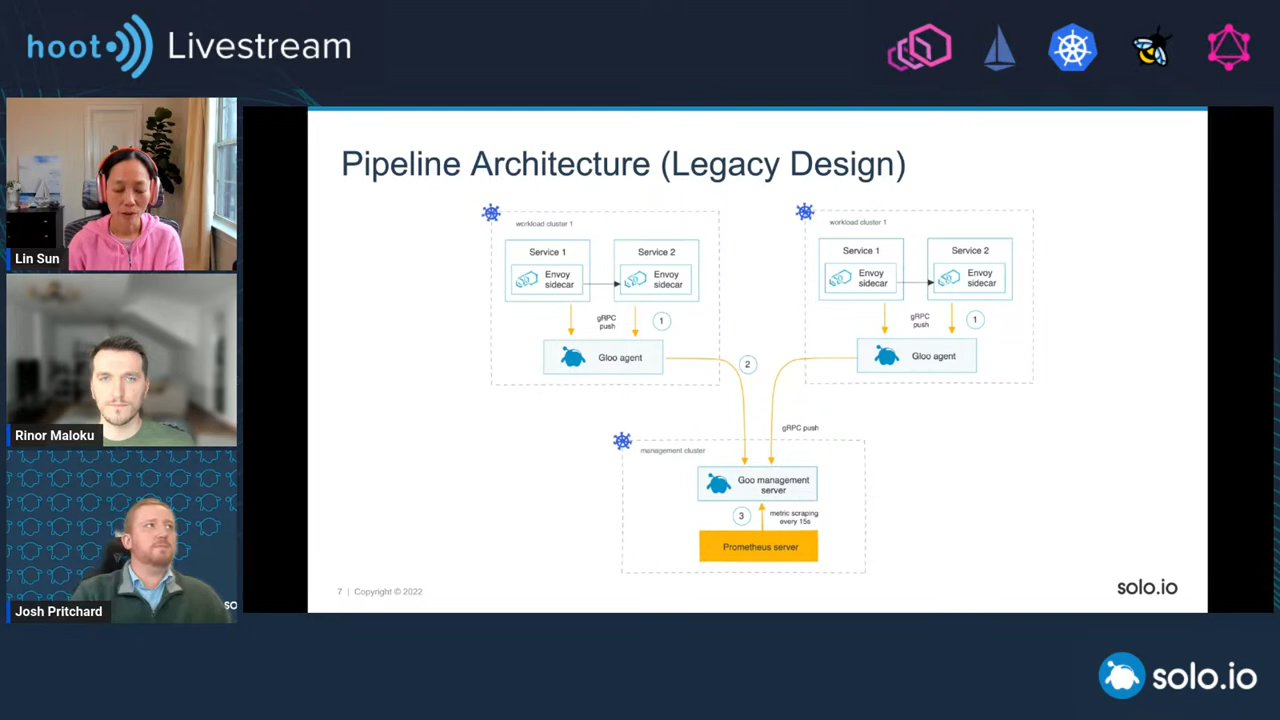 hoot Livestream
Lin Sun
Rinor Maloku
Josh Pritchard
Pipeline Architecture (Legacy Design)
workload cluster 1
Service 1
Envoy
sidecar
Service 2
Envoy
sidecar
gRPC
push
1
Gloo agent
workload cluster 1
Service 1
Envoy
sidecar
Service 2
Envoy
sidecar
gRPC
push
1
Gloo agent
2
gRPC push
management cluster
Goo management
server
3
metric scraping
every 15s
Prometheus server
7 | Copyright © 2022
solo.io
so
solo.io